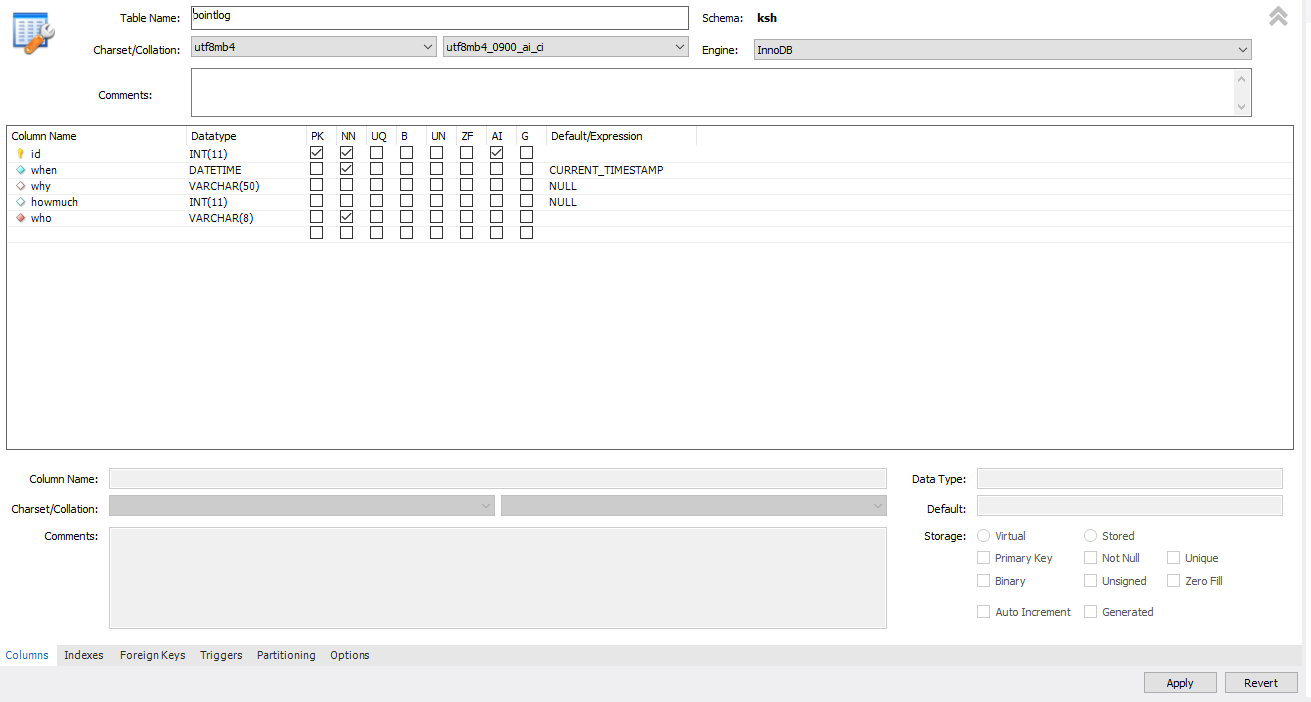 Table Name: pointlog Schema: ksh
Charset/Collation: utf8mb4 utf8mb4_0900_ai_ci Engine: InnoDB
Comments:
Column Name Datatype PK NN UQ B UN ZF AI G Default/Expression
id INT(11)
when DATETIME CURRENT_TIMESTAMP
why VARCHAR(50) NULL
howmuch INT(11) NULL
who VARCHAR(8)
Column Name: Data Type:
Charset/Collation: Default:
Comments: Storage: Virtual Stored
Primary Key Not Null Unique
Binary Unsigned Zero Fill
Auto Increment Generated
Columns Indexes Foreign Keys Triggers Partitioning Options
Apply Revert